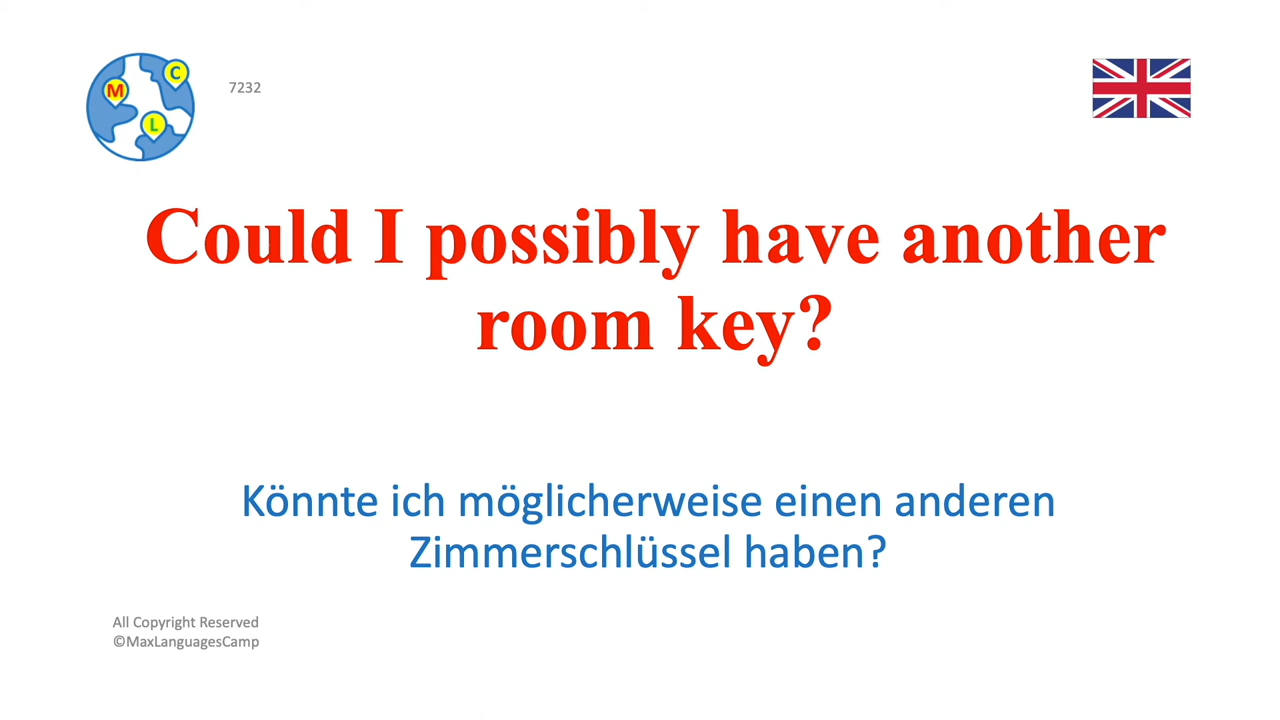 M
C
L
7232
Could I possibly have another
room key?
Könnte ich möglicherweise einen anderen
Zimmerschlüssel haben?
All Copyright Reserved
©MaxLanguagesCamp